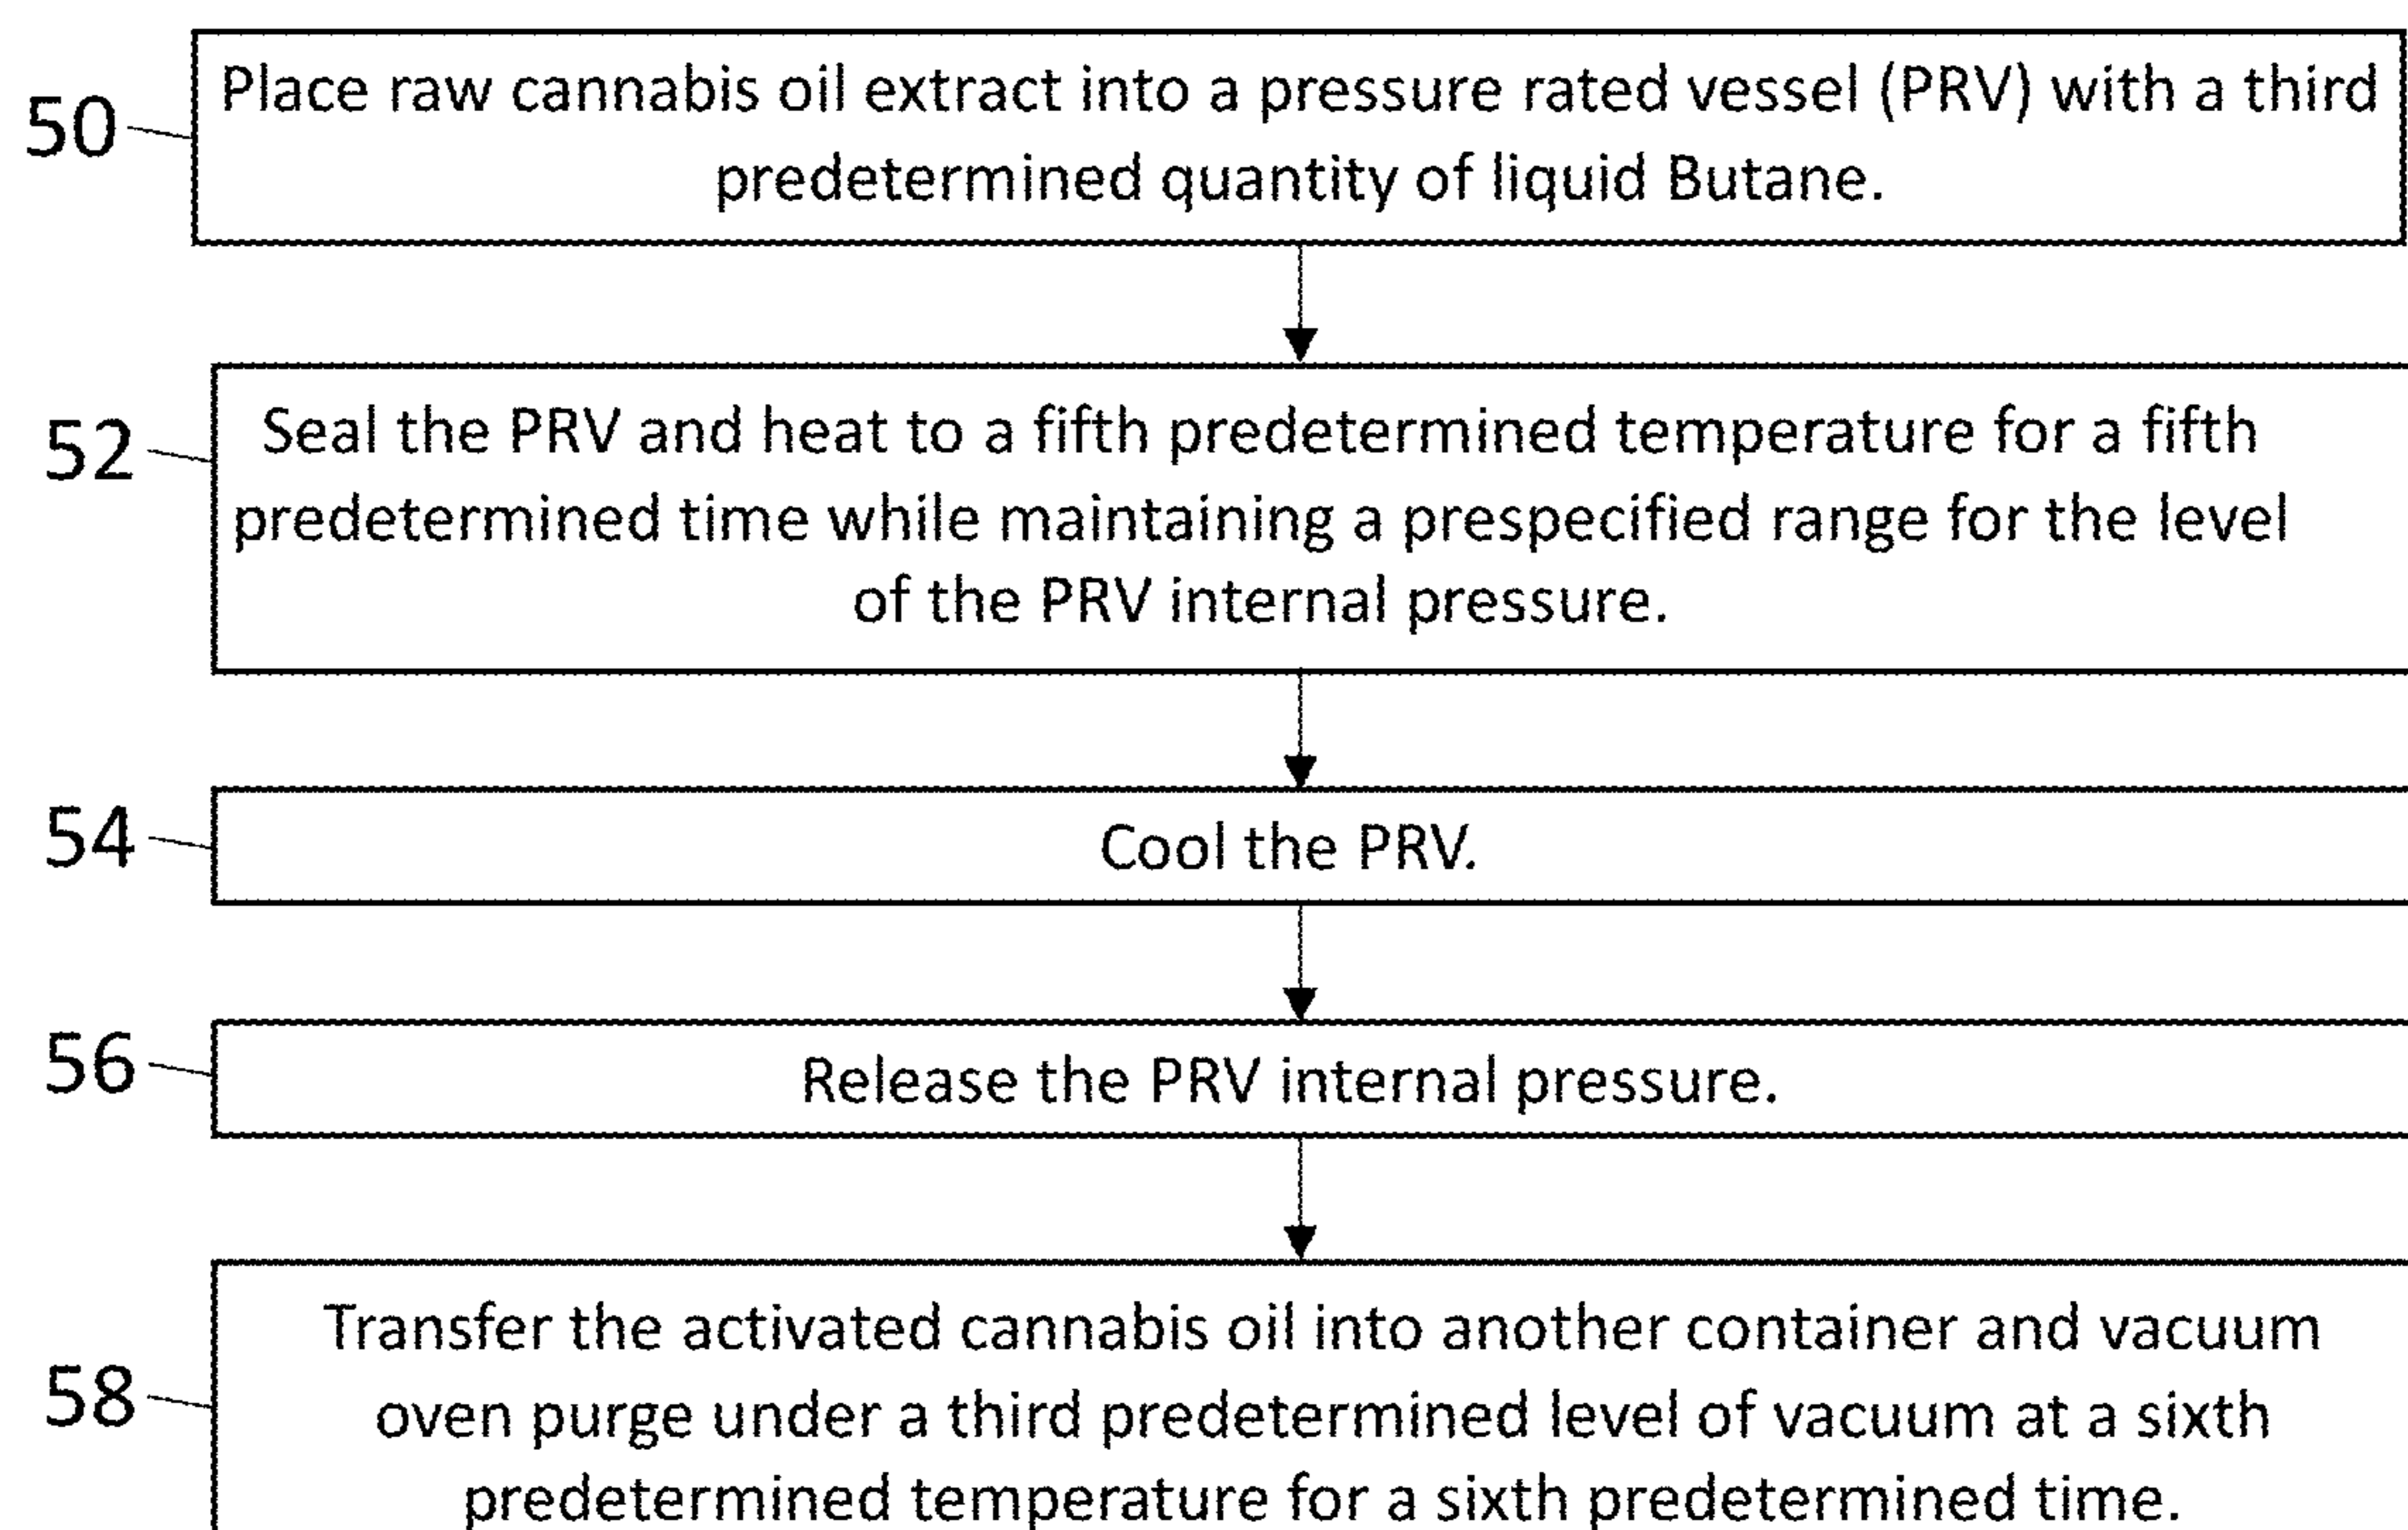 50
Place raw cannabis oil extract into a pressure rated vessel (PRV) with a third
predetermined quantity of liquid Butane.
52
Seal the PRV and heat to a fifth predetermined temperature for a fifth
predetermined time while maintaining a prespecified range for the level
of the PRV internal pressure.
54
Cool the PRV.
56
Release the PRV internal pressure.
58
Transfer the activated cannabis oil into another container and vacuum
oven purge under a third predetermined level of vacuum at a sixth
predetermined temperature for a sixth predetermined time.